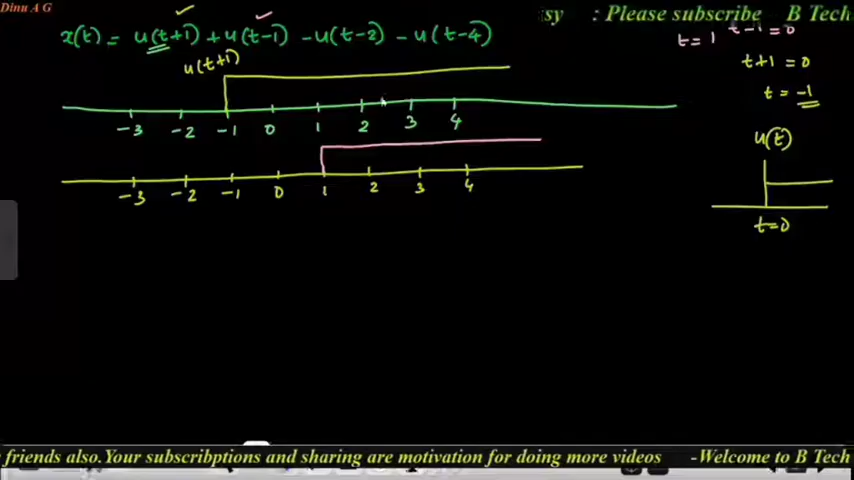 Dinu A G
sy : Please subscribe B Tech
x(t) = u(t+1) + u(t-1) - u(t-2) - u(t-4)
t = 1 t-1 = 0
t+1 = 0
t = -1
u(t+1)
-3 -2 -1 0 1 2 3 4
u(t)
t=0
-3 -2 -1 0 1 2 3 4
friends also.Your subscribptions and sharing are motivation for doing more videos -Welcome to B Tech